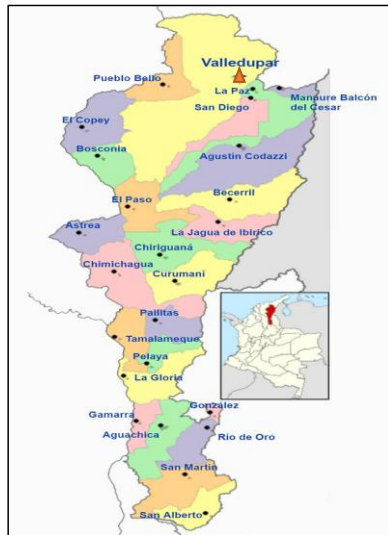 Valledupar
Pueblo Bello
La Paz
San Diego
Manaure Balcón
del Cesar
El Copey
Bosconia
Agustín Codazzi
Becerril
El Paso
Astrea
La Jagua de Ibirico
Chiriguaná
Chimichagua
Curumaní
Pailitas
Tamalameque
Pelaya
La Gloria
González
Gamarra
Aguachica
Río de Oro
San Martín
San Alberto